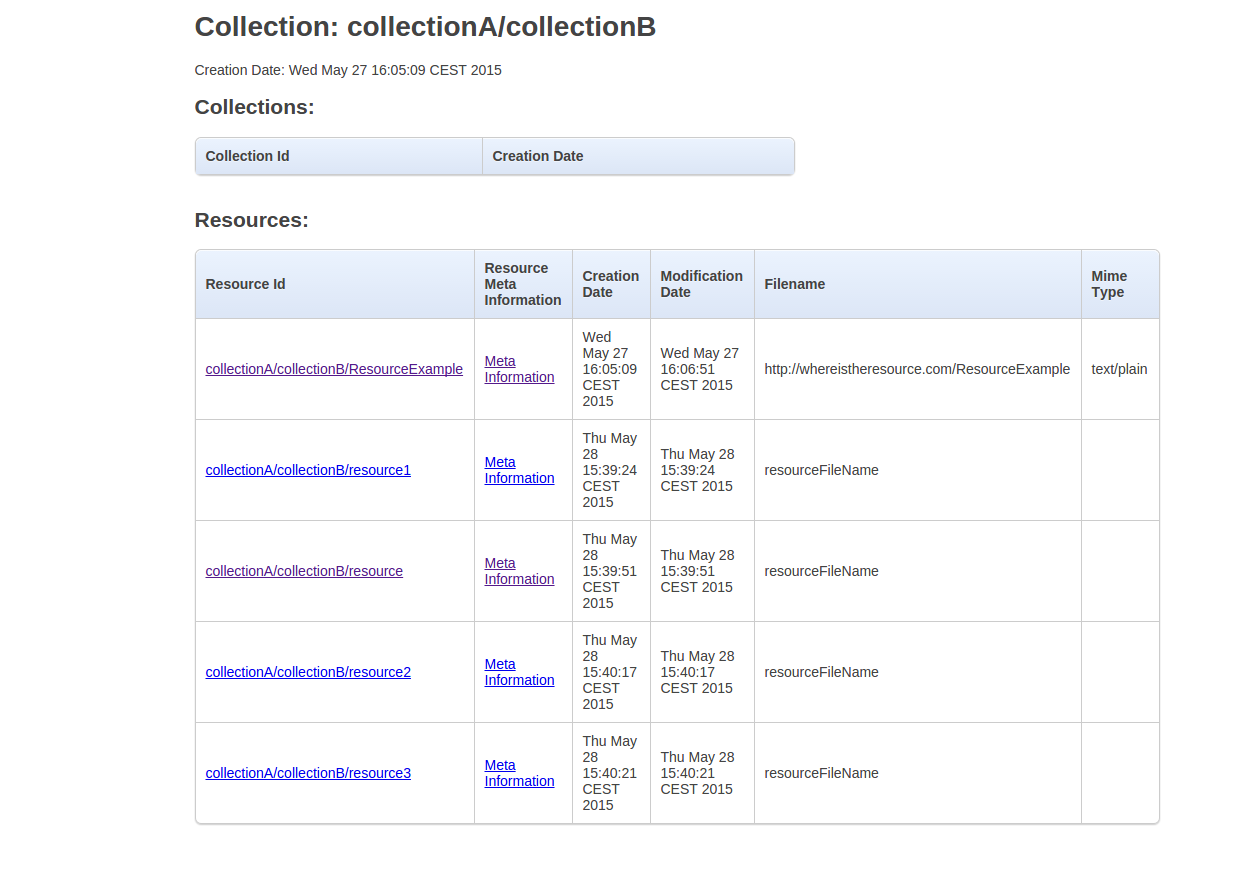 Collection: collectionA/collectionB
Creation Date: Wed May 27 16:05:09 CEST 2015
Collections:
Collection Id
Creation Date
Resources:
Resource Id
Resource
Meta
Information
Creation
Date
Modification
Date
Filename
Mime
Type
collectionA/collectionB/ResourceExample
Meta
Information
Wed
May 27
16:05:09
CEST
2015
Wed May 27
16:06:51
CEST 2015
http://whereistheresource.com/ResourceExample
text/plain
collectionA/collectionB/resource1
Meta
Information
Thu May
28
15:39:24
CEST
2015
Thu May 28
15:39:24
CEST 2015
resourceFileName
collectionA/collectionB/resource
Meta
Information
Thu May
28
15:39:51
CEST
2015
Thu May 28
15:39:51
CEST 2015
resourceFileName
collectionA/collectionB/resource2
Meta
Information
Thu May
28
15:40:17
CEST
2015
Thu May 28
15:40:17
CEST 2015
resourceFileName
collectionA/collectionB/resource3
Meta
Information
Thu May
28
15:40:21
CEST
2015
Thu May 28
15:40:21
CEST 2015
resourceFileName